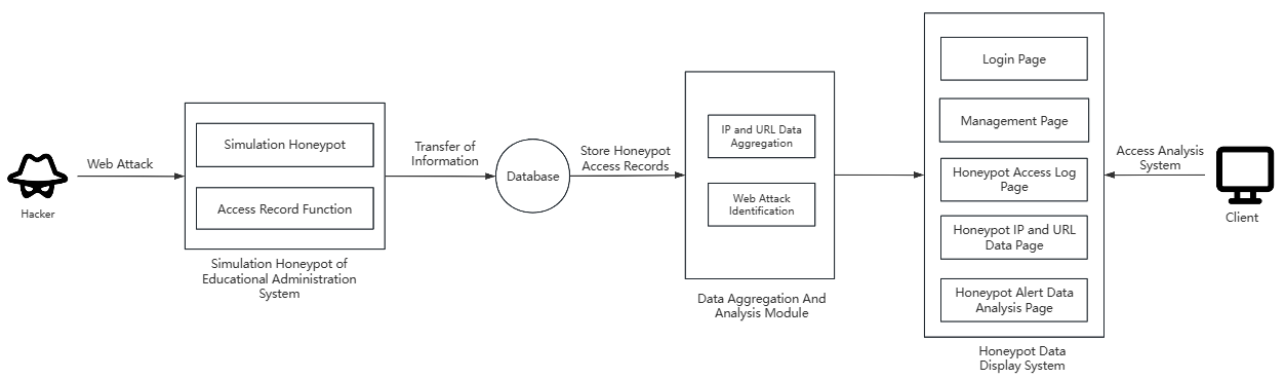 Hacker
Web Attack
Simulation Honeypot
Access Record Function
Simulation Honeypot of
Educational Administration
System
Transfer of
Information
Database
Store Honeypot
Access Records
IP and URL Data
Aggregation
Web Attack
Identification
Data Aggregation And
Analysis Module
Login Page
Management Page
Honeypot Access Log
Page
Honeypot IP and URL
Data Page
Honeypot Alert Data
Analysis Page
Honeypot Data
Display System
Access Analysis
System
Client